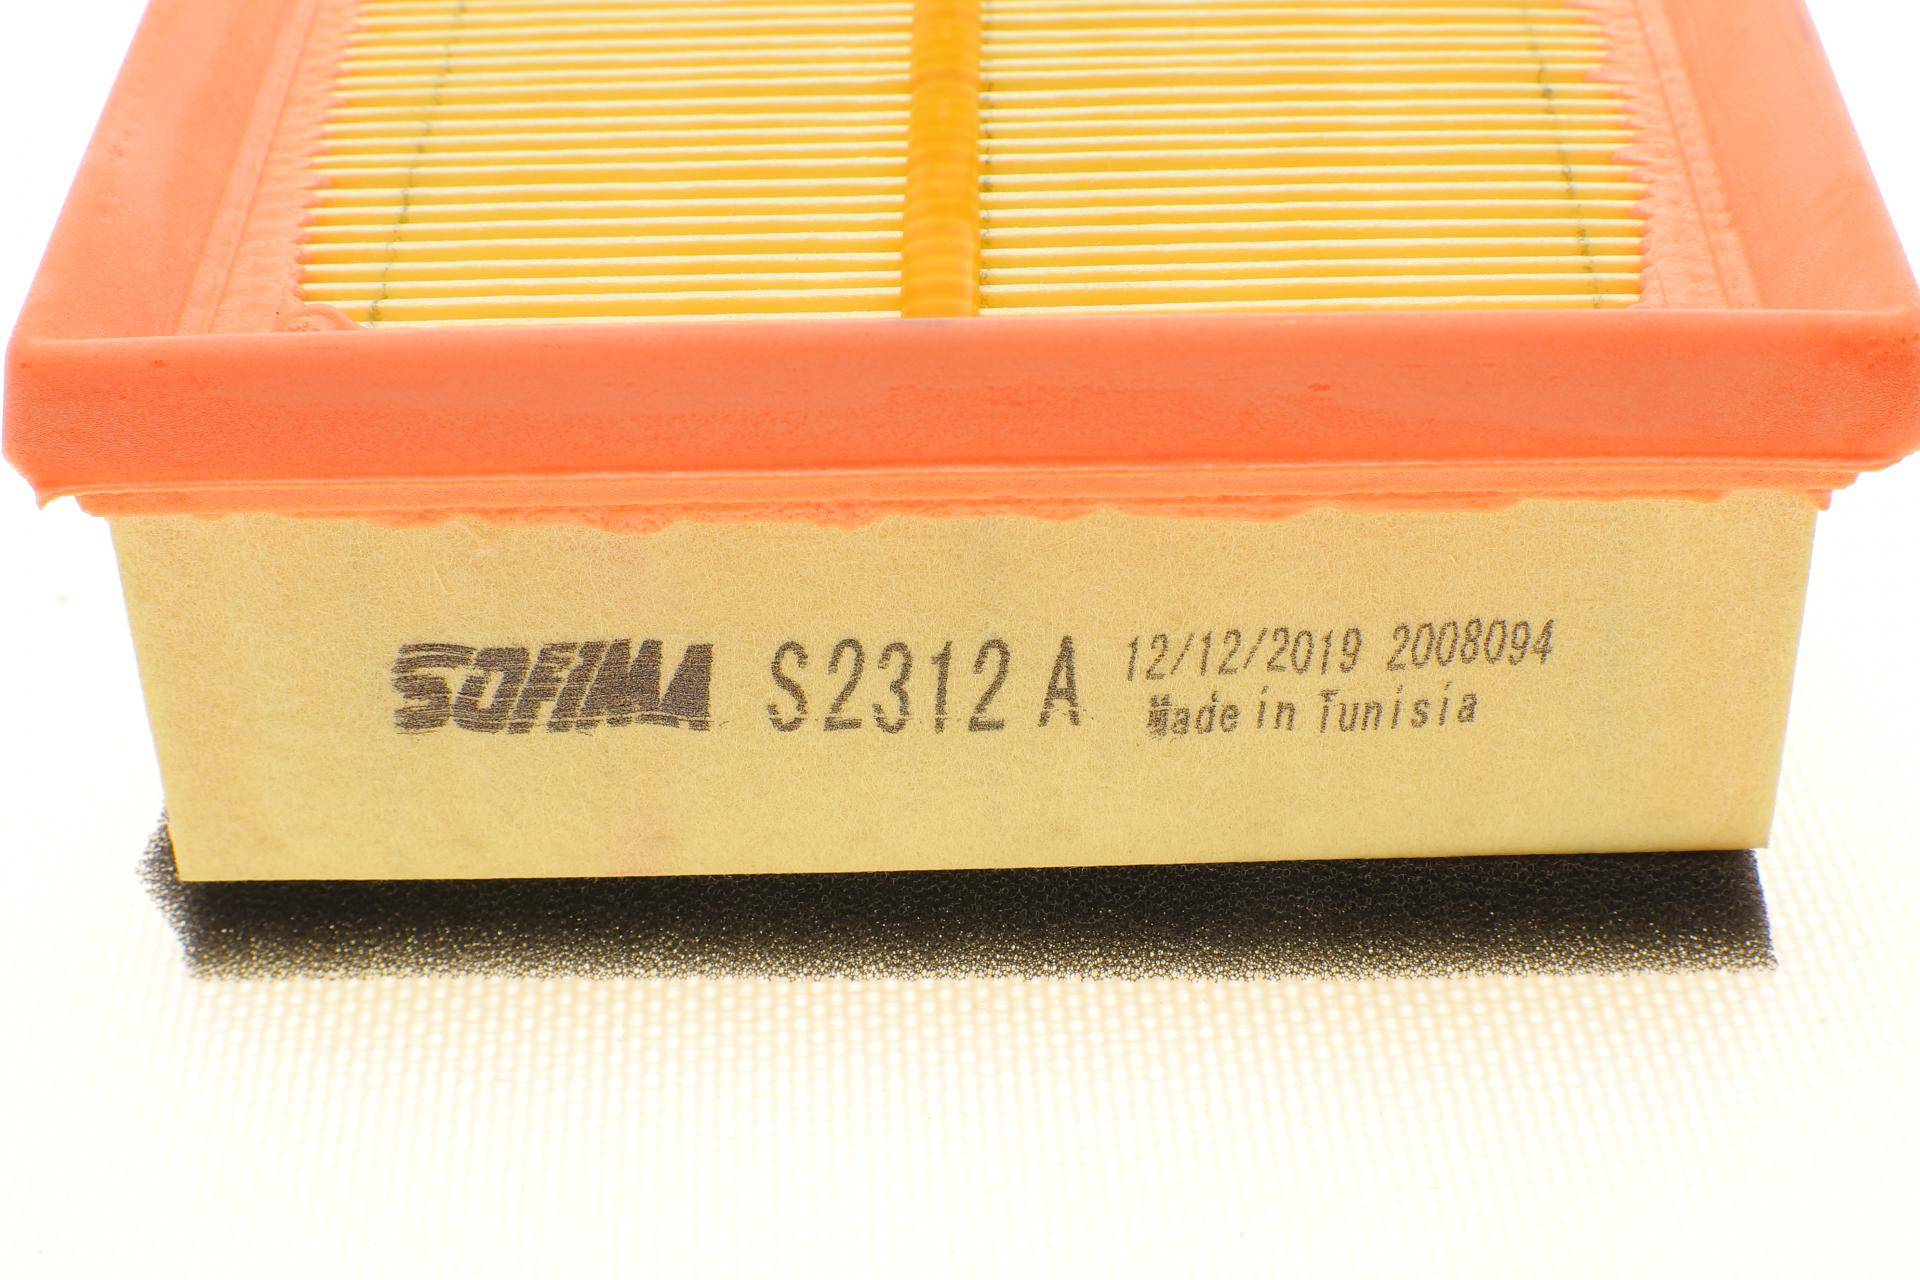 SOFIMA S2312 A 12/12/2019 2008094
Made in Tunisia